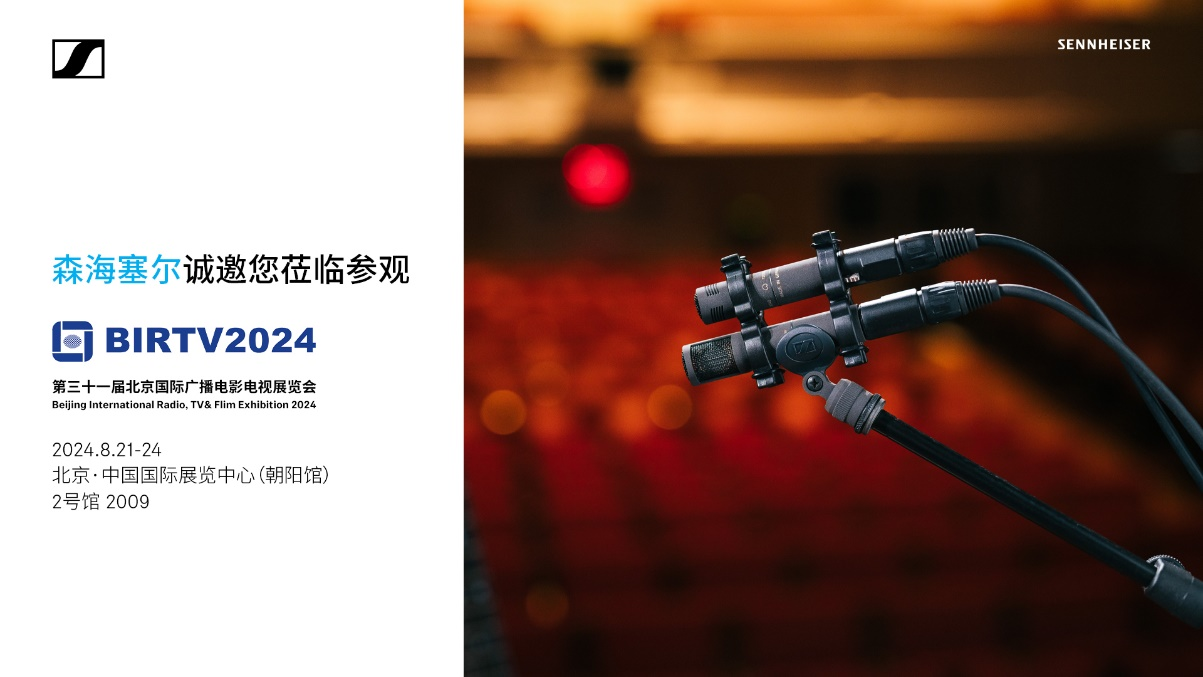 SENNHEISER
森海塞尔诚邀您莅临参观
BIRTV2024
第三十一届北京国际广播电影电视展览会
Beijing International Radio, TV& Flim Exhibition 2024
2024.8.21-24
北京·中国国际展览中心(朝阳馆)
2号馆 2009